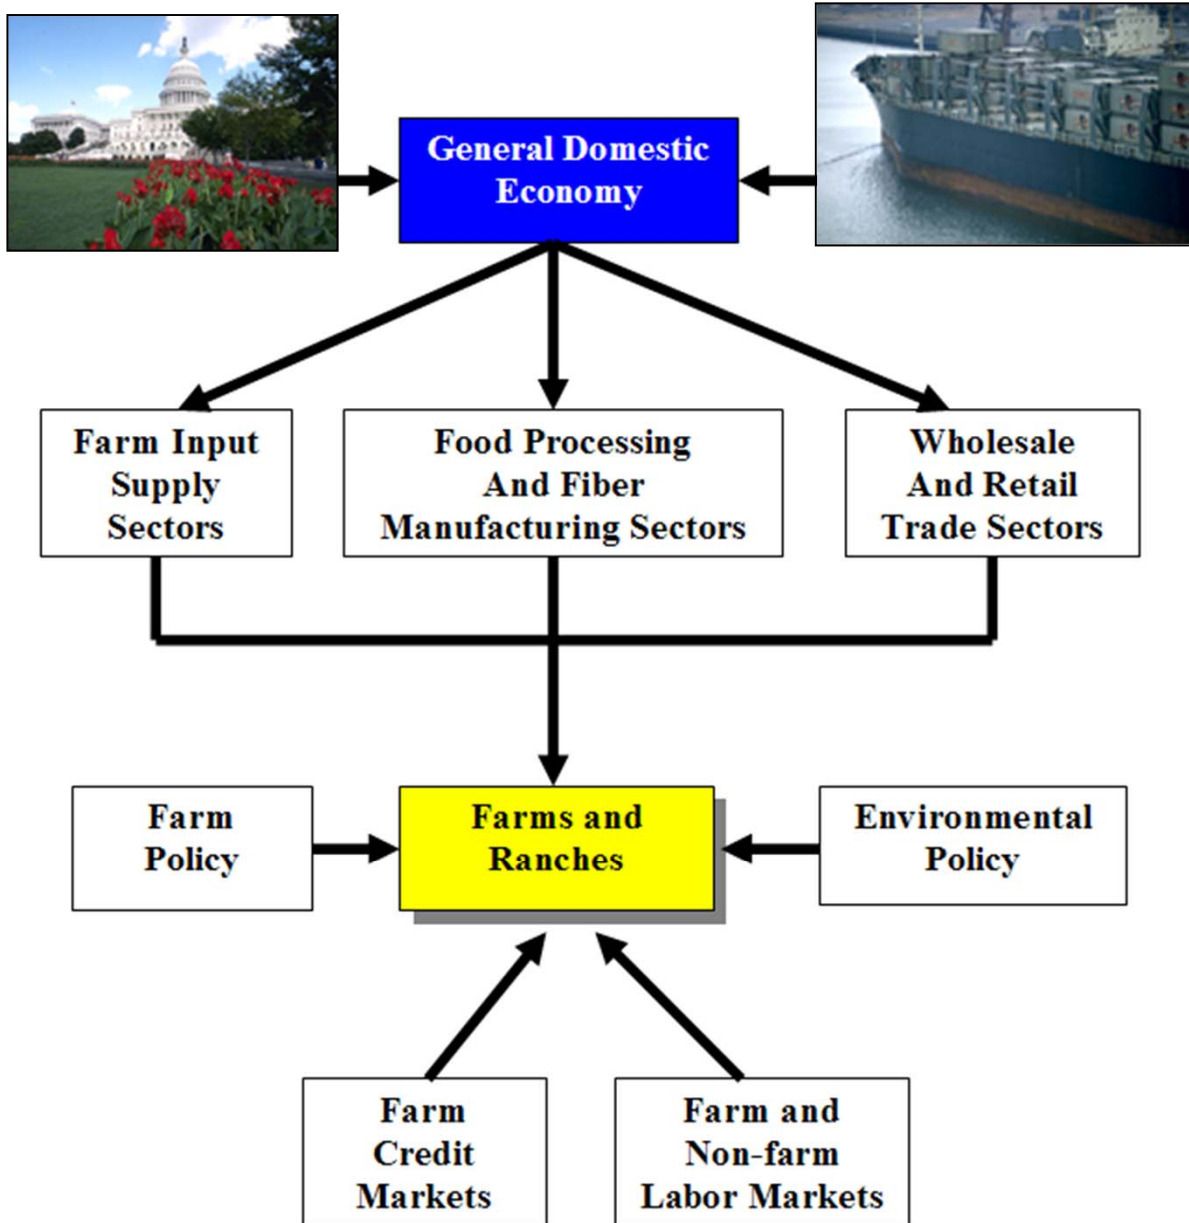 General Domestic
Economy
Farm Input
Supply
Sectors
Food Processing
And Fiber
Manufacturing Sectors
Wholesale
And Retail
Trade Sectors
Farm
Policy
Farms and
Ranches
Environmental
Policy
Farm
Credit
Markets
Farm and
Non-farm
Labor Markets